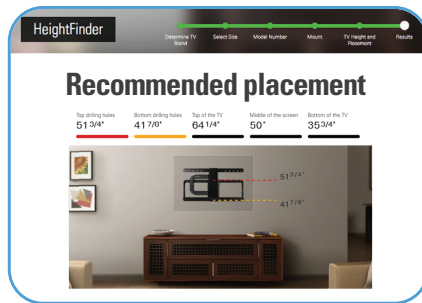 HeightFinder
Determine TV Brand
Select Size
Model Number
Mount
TV Height and Placement
Results
Recommended placement
Top drilling holes
51 3/4"
Bottom drilling holes
41 7/8"
Top of the TV
64 1/4"
Middle of the screen
50"
Bottom of the TV
35 3/4"
51 3/4"
41 7/8"